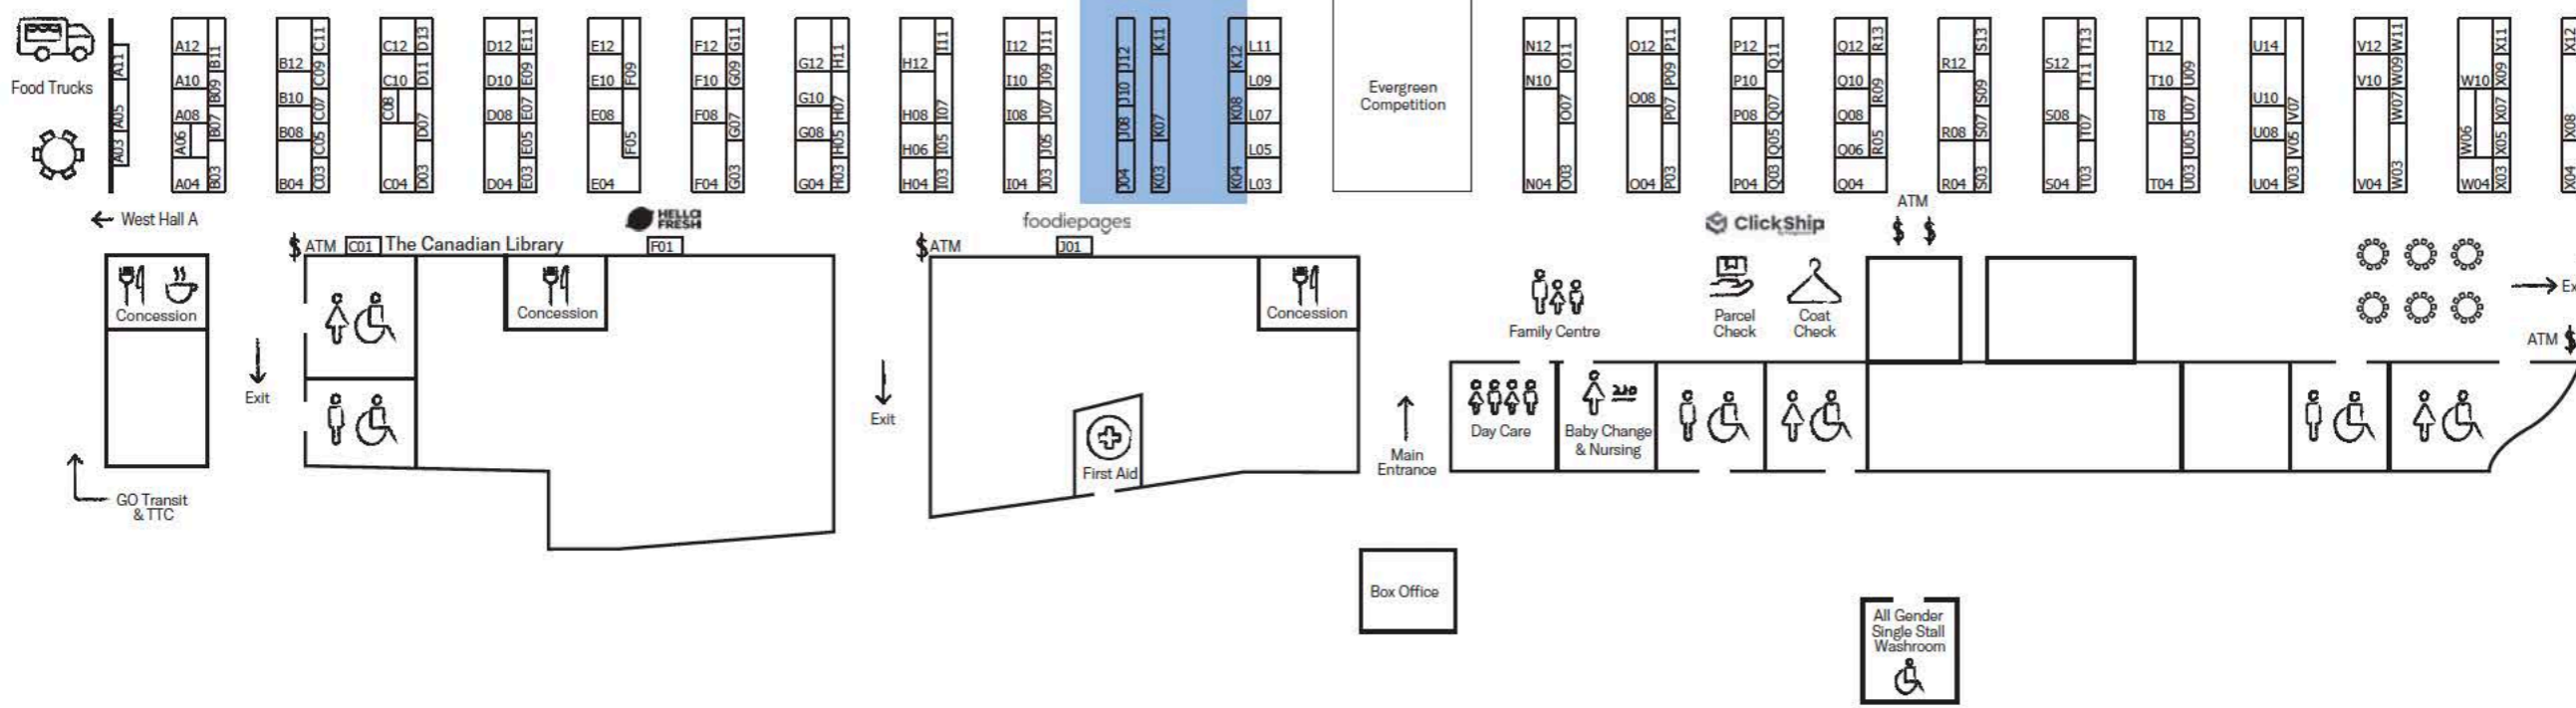 Food Trucks
A11
A05
A03
A12
A10
A08
A06
A04
B11
B09
B07
B03
B12
B10
B08
B04
C11
C09
C07
C05
C03
C12
C10
C08
C04
D13
D11
D07
D03
D12
D10
D08
D04
E11
E09
E07
E05
E03
E12
E10
E08
E04
F09
F05
F12
F10
F08
F04
G11
G09
G07
G03
G12
G10
G08
G04
H11
H07
H05
H03
H12
H08
H06
H04
I11
I07
I05
I03
I12
I10
I08
I04
J11
J09
J07
J05
J03
J12
J10
J08
J04
K11
K07
K03
K12
K08
K04
L11
L09
L07
L05
L03
Evergreen
Competition
N12
N10
N04
O11
O07
O03
O12
O08
O04
P11
P09
P07
P03
P12
P10
P08
P04
Q11
Q07
Q05
Q03
Q12
Q10
Q08
Q06
Q04
R13
R09
R05
R12
R08
R04
S13
S09
S07
S03
S12
S08
S04
T13
T11
T07
T03
T12
T10
T8
T04
U09
U07
U05
U03
U14
U10
U08
U04
V07
V05
V03
V12
V10
V04
W11
W09
W07
W03
W10
W06
W04
X11
X09
X07
X05
X03
X12
X08
X04
West Hall A
HELLO
FRESH
foodiepages
ClickShip
ATM
$ $
$ ATM C01 The Canadian Library
F01
$ ATM
J01
Concession
Concession
Concession
Family Centre
Parcel
Check
Coat
Check
Ex
ATM $
Exit
Exit
First Aid
Main
Entrance
Day Care
Baby Change
& Nursing
GO Transit
& TTC
Box Office
All Gender
Single Stall
Washroom